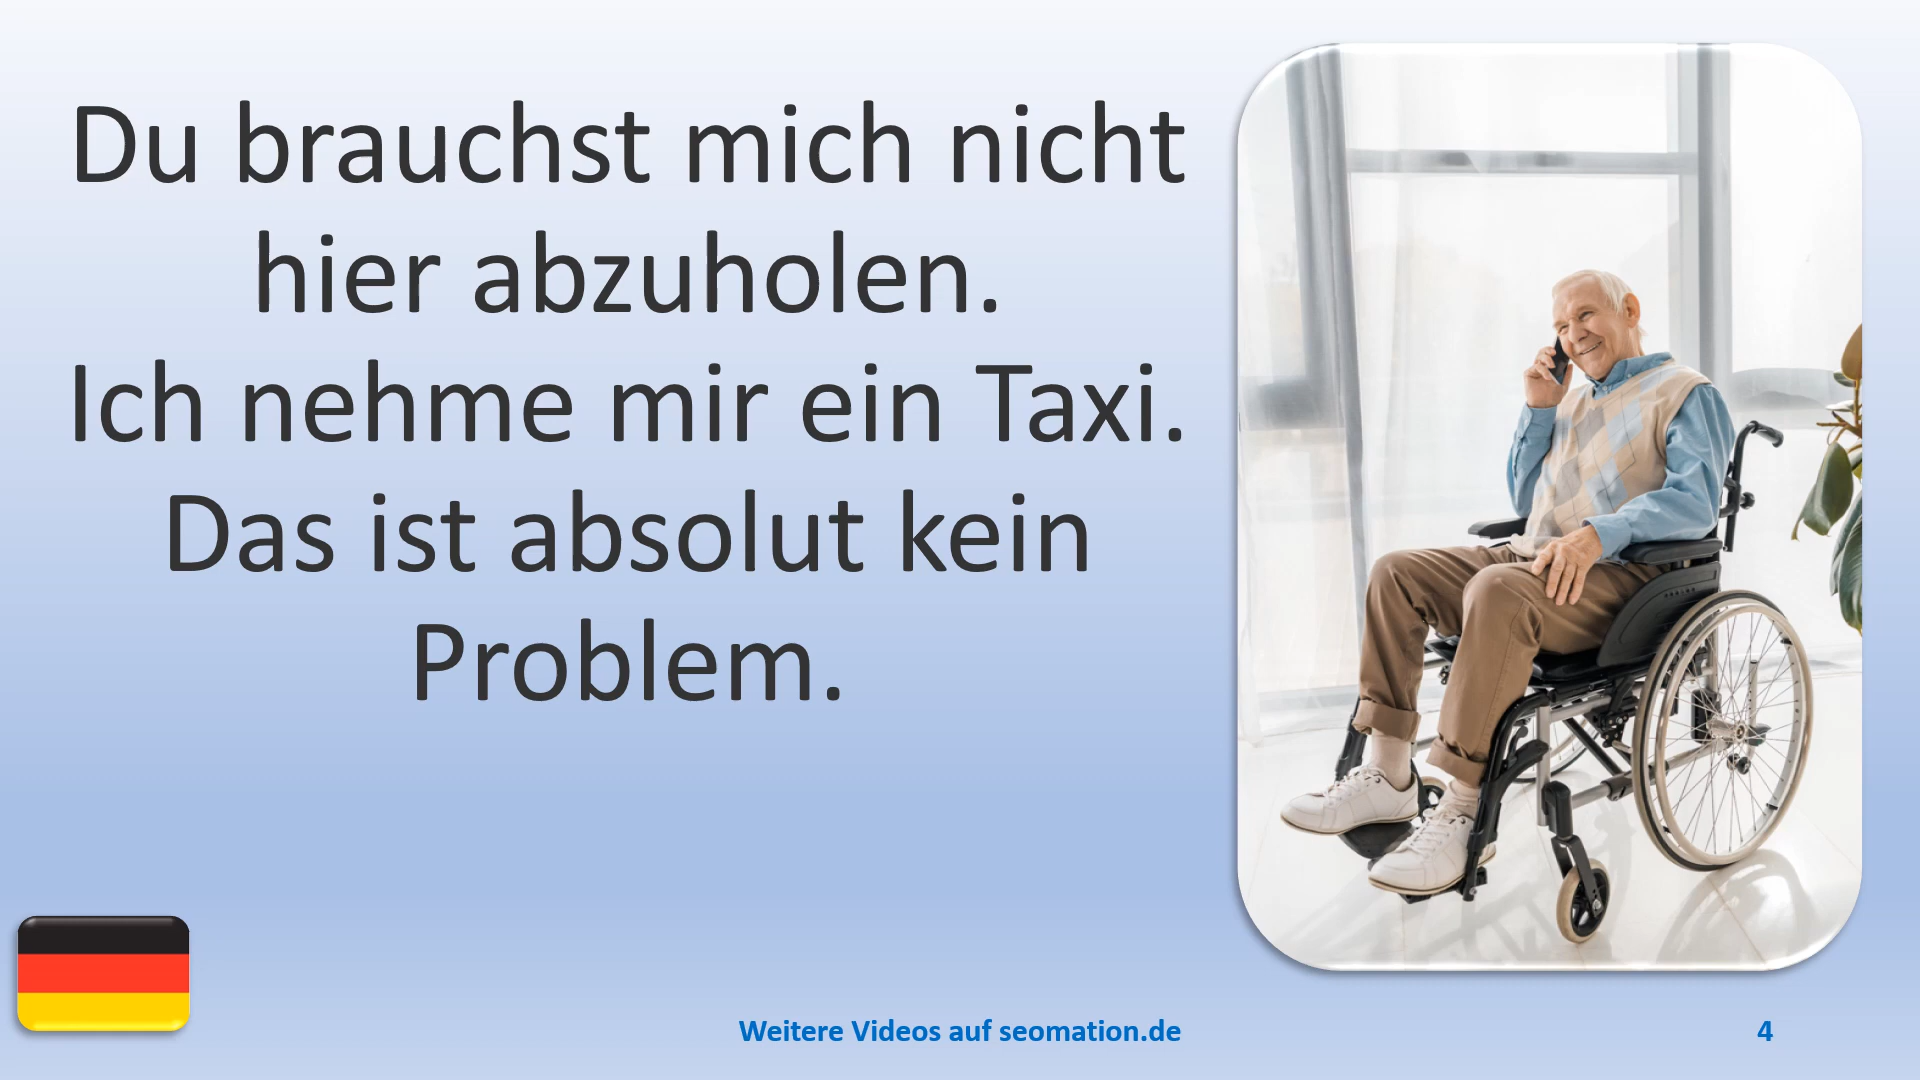 Du brauchst mich nicht
hier abzuholen.
Ich nehme mir ein Taxi.
Das ist absolut kein
Problem.
Weitere Videos auf seomation.de
4